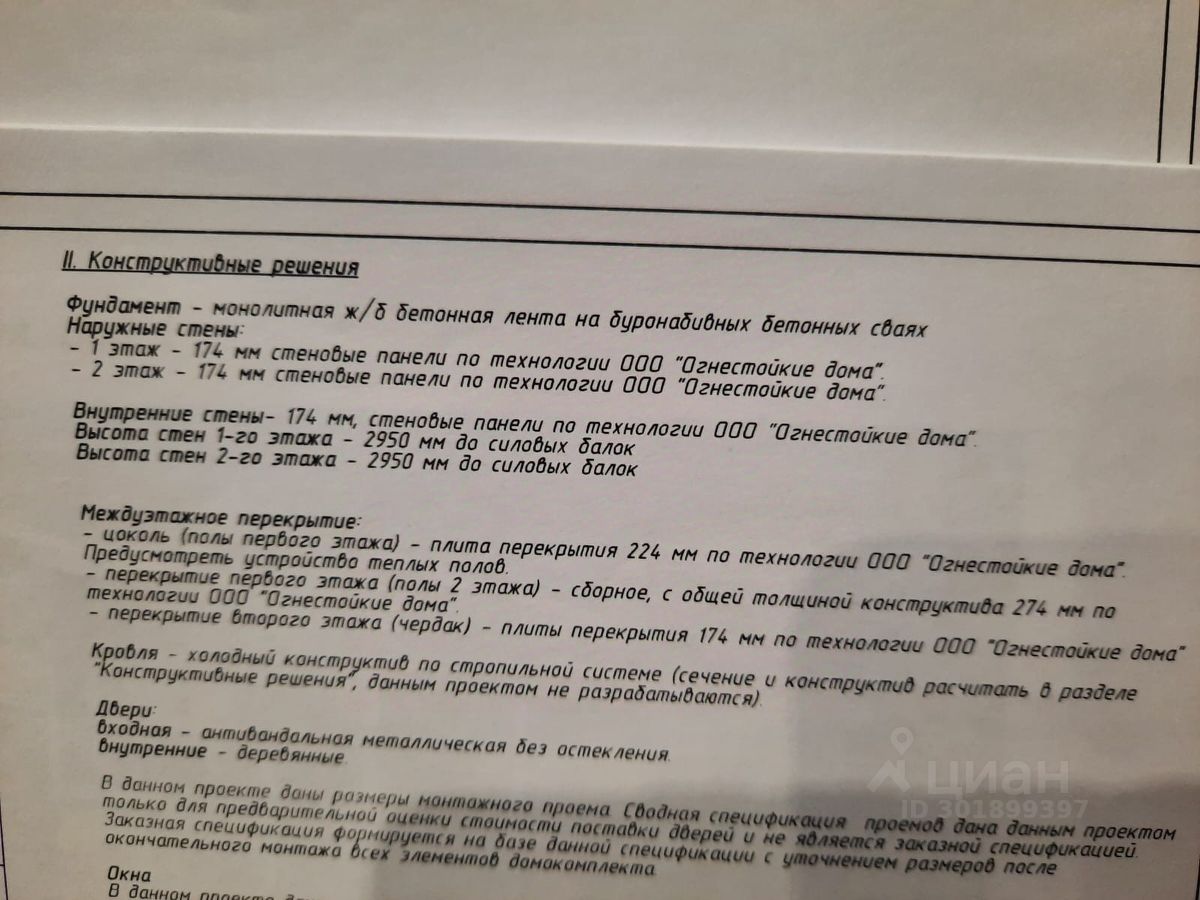 II. Конструктивные решения
Фундамент - монолитная ж/б бетонная лента на буронабивных бетонных сваях
Наружные стены:
- 1 этаж - 174 мм стеновые панели по технологии ООО "Огнестойкие дома".
- 2 этаж - 174 мм стеновые панели по технологии ООО "Огнестойкие дома".
Внутренние стены- 174 мм, стеновые панели по технологии ООО "Огнестойкие дома".
Высота стен 1-го этажа - 2950 мм до силовых балок
Высота стен 2-го этажа - 2950 мм до силовых балок
Междуэтажное перекрытие:
- цоколь (полы первого этажа) - плита перекрытия 224 мм по технологии ООО "Огнестойкие дома".
Предусмотреть устройство теплых полов.
- перекрытие первого этажа (полы 2 этажа) - сборное, с общей толщиной конструктива 274 мм по
технологии ООО "Огнестойкие дома".
- перекрытие второго этажа (чердак) - плиты перекрытия 174 мм по технологии ООО "Огнестойкие дома"
Кровля - холодный конструктив по стропильной системе (сечение и конструктив расчитать в разделе
"Конструктивные решения", данным проектом не разрабатываются).
Двери:
входная - антивандальная металлическая без остекления.
внутренние - деревянные.
В данном проекте даны размеры монтажного проема. Сводная спецификация проемов дана данным проектом
только для предварительной оценки стоимости поставки дверей и не является заказной спецификацией.
Заказная спецификация формируется на базе данной спецификации с уточнением размеров после
окончательного монтажа всех элементов домокомплекта.
Окна
В данном проекте даны
циан
ID 301899397